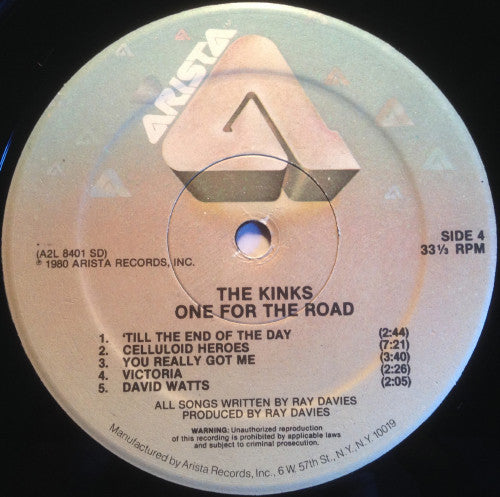 ARISTA
(A2L 8401 SD)
℗ 1980 ARISTA RECORDS, INC.
SIDE 4
33⅓ RPM
THE KINKS
ONE FOR THE ROAD
1. 'TILL THE END OF THE DAY (2:44)
2. CELLULOID HEROES (7:21)
3. YOU REALLY GOT ME (3:40)
4. VICTORIA (2:26)
5. DAVID WATTS (2:05)
ALL SONGS WRITTEN BY RAY DAVIES
PRODUCED BY RAY DAVIES
WARNING: Unauthorized reproduction
of this recording is prohibited by applicable laws
and subject to criminal prosecution.
Manufactured by Arista Records, Inc., 6 W. 57th St., N.Y., N.Y. 10019